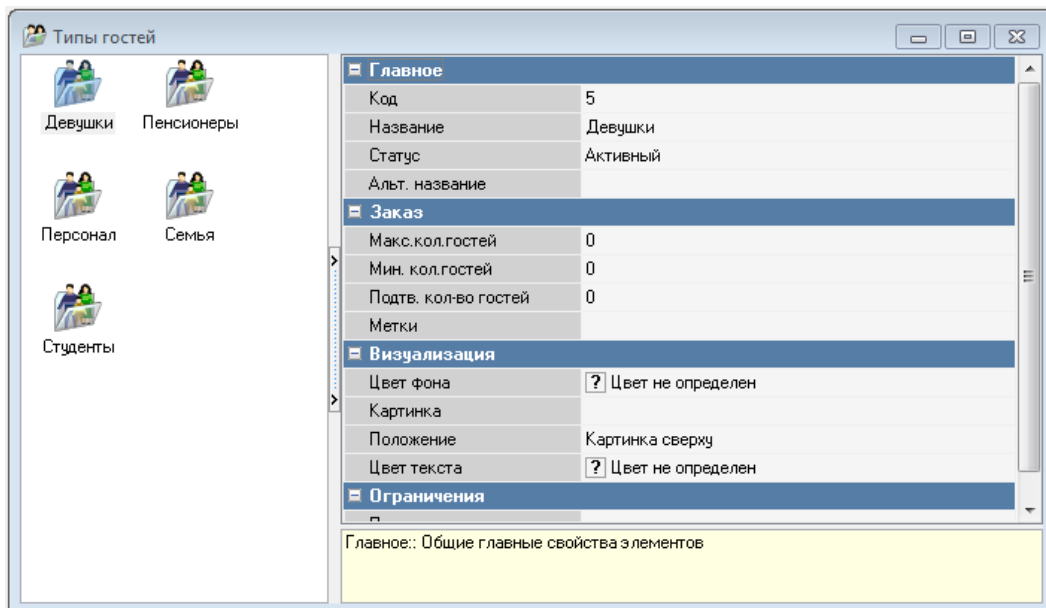 Типы гостей
Девушки Пенсионеры
Персонал Семья
Студенты
Главное
Код 5
Название Девушки
Статус Активный
Альт. название
Заказ
Макс.кол.гостей 0
Мин. кол.гостей 0
Подтв. кол-во гостей 0
Метки
Визуализация
Цвет фона ? Цвет не определен
Картинка
Положение Картинка сверху
Цвет текста ? Цвет не определен
Ограничения
Главное:: Общие главные свойства элементов